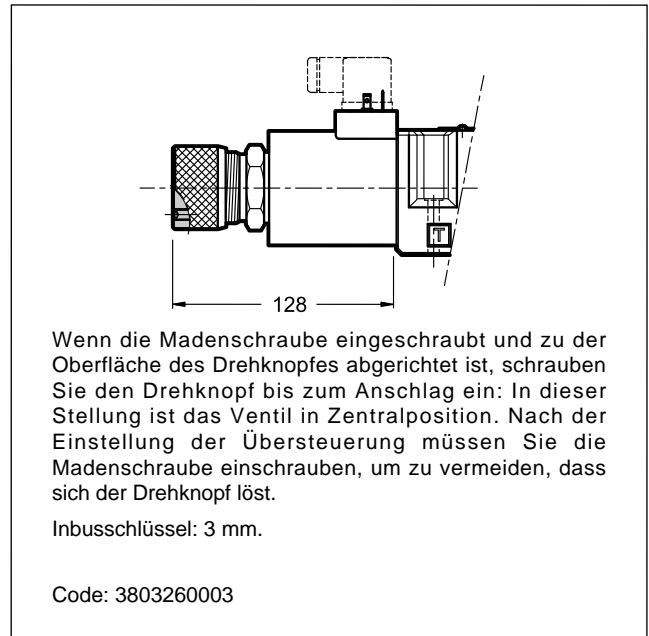 T
128
Wenn die Madenschraube eingeschraubt und zu der
Oberfläche des Drehknopfes abgerichtet ist, schrauben
Sie den Drehknopf bis zum Anschlag ein: In dieser
Stellung ist das Ventil in Zentralposition. Nach der
Einstellung der Übersteuerung müssen Sie die
Madenschraube einschrauben, um zu vermeiden, dass
sich der Drehknopf löst.
Inbusschlüssel: 3 mm.
Code: 3803260003